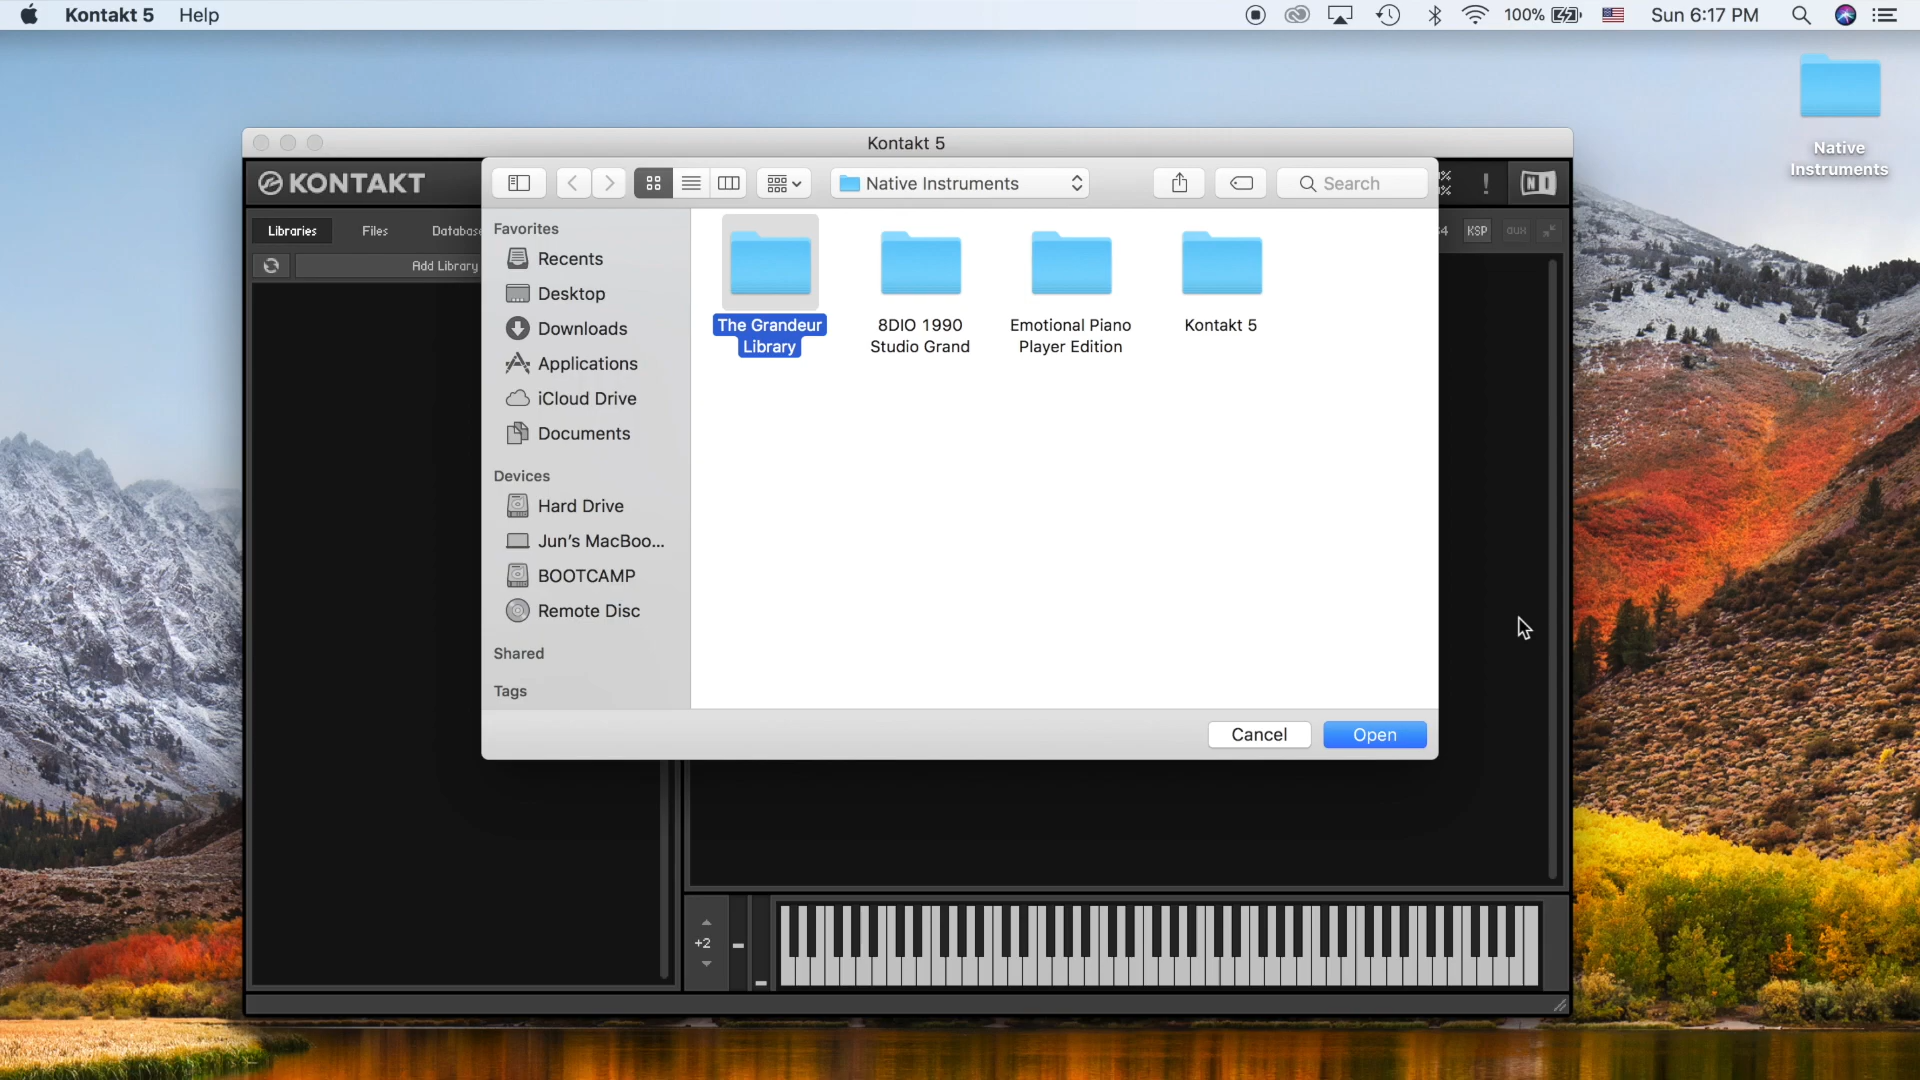 Kontakt 5 Help 100% Sun 6:17 PM
Native
Instruments
Kontakt 5
KONTAKT
Native Instruments
Search
NI
Libraries Files Databas
KSP aux
Add Library
Favorites
Recents
Desktop
Downloads
Applications
iCloud Drive
Documents
Devices
Hard Drive
Jun's MacBoo...
BOOTCAMP
Remote Disc
Shared
Tags
The Grandeur
Library
8DIO 1990
Studio Grand
Emotional Piano
Player Edition
Kontakt 5
Cancel Open
+2